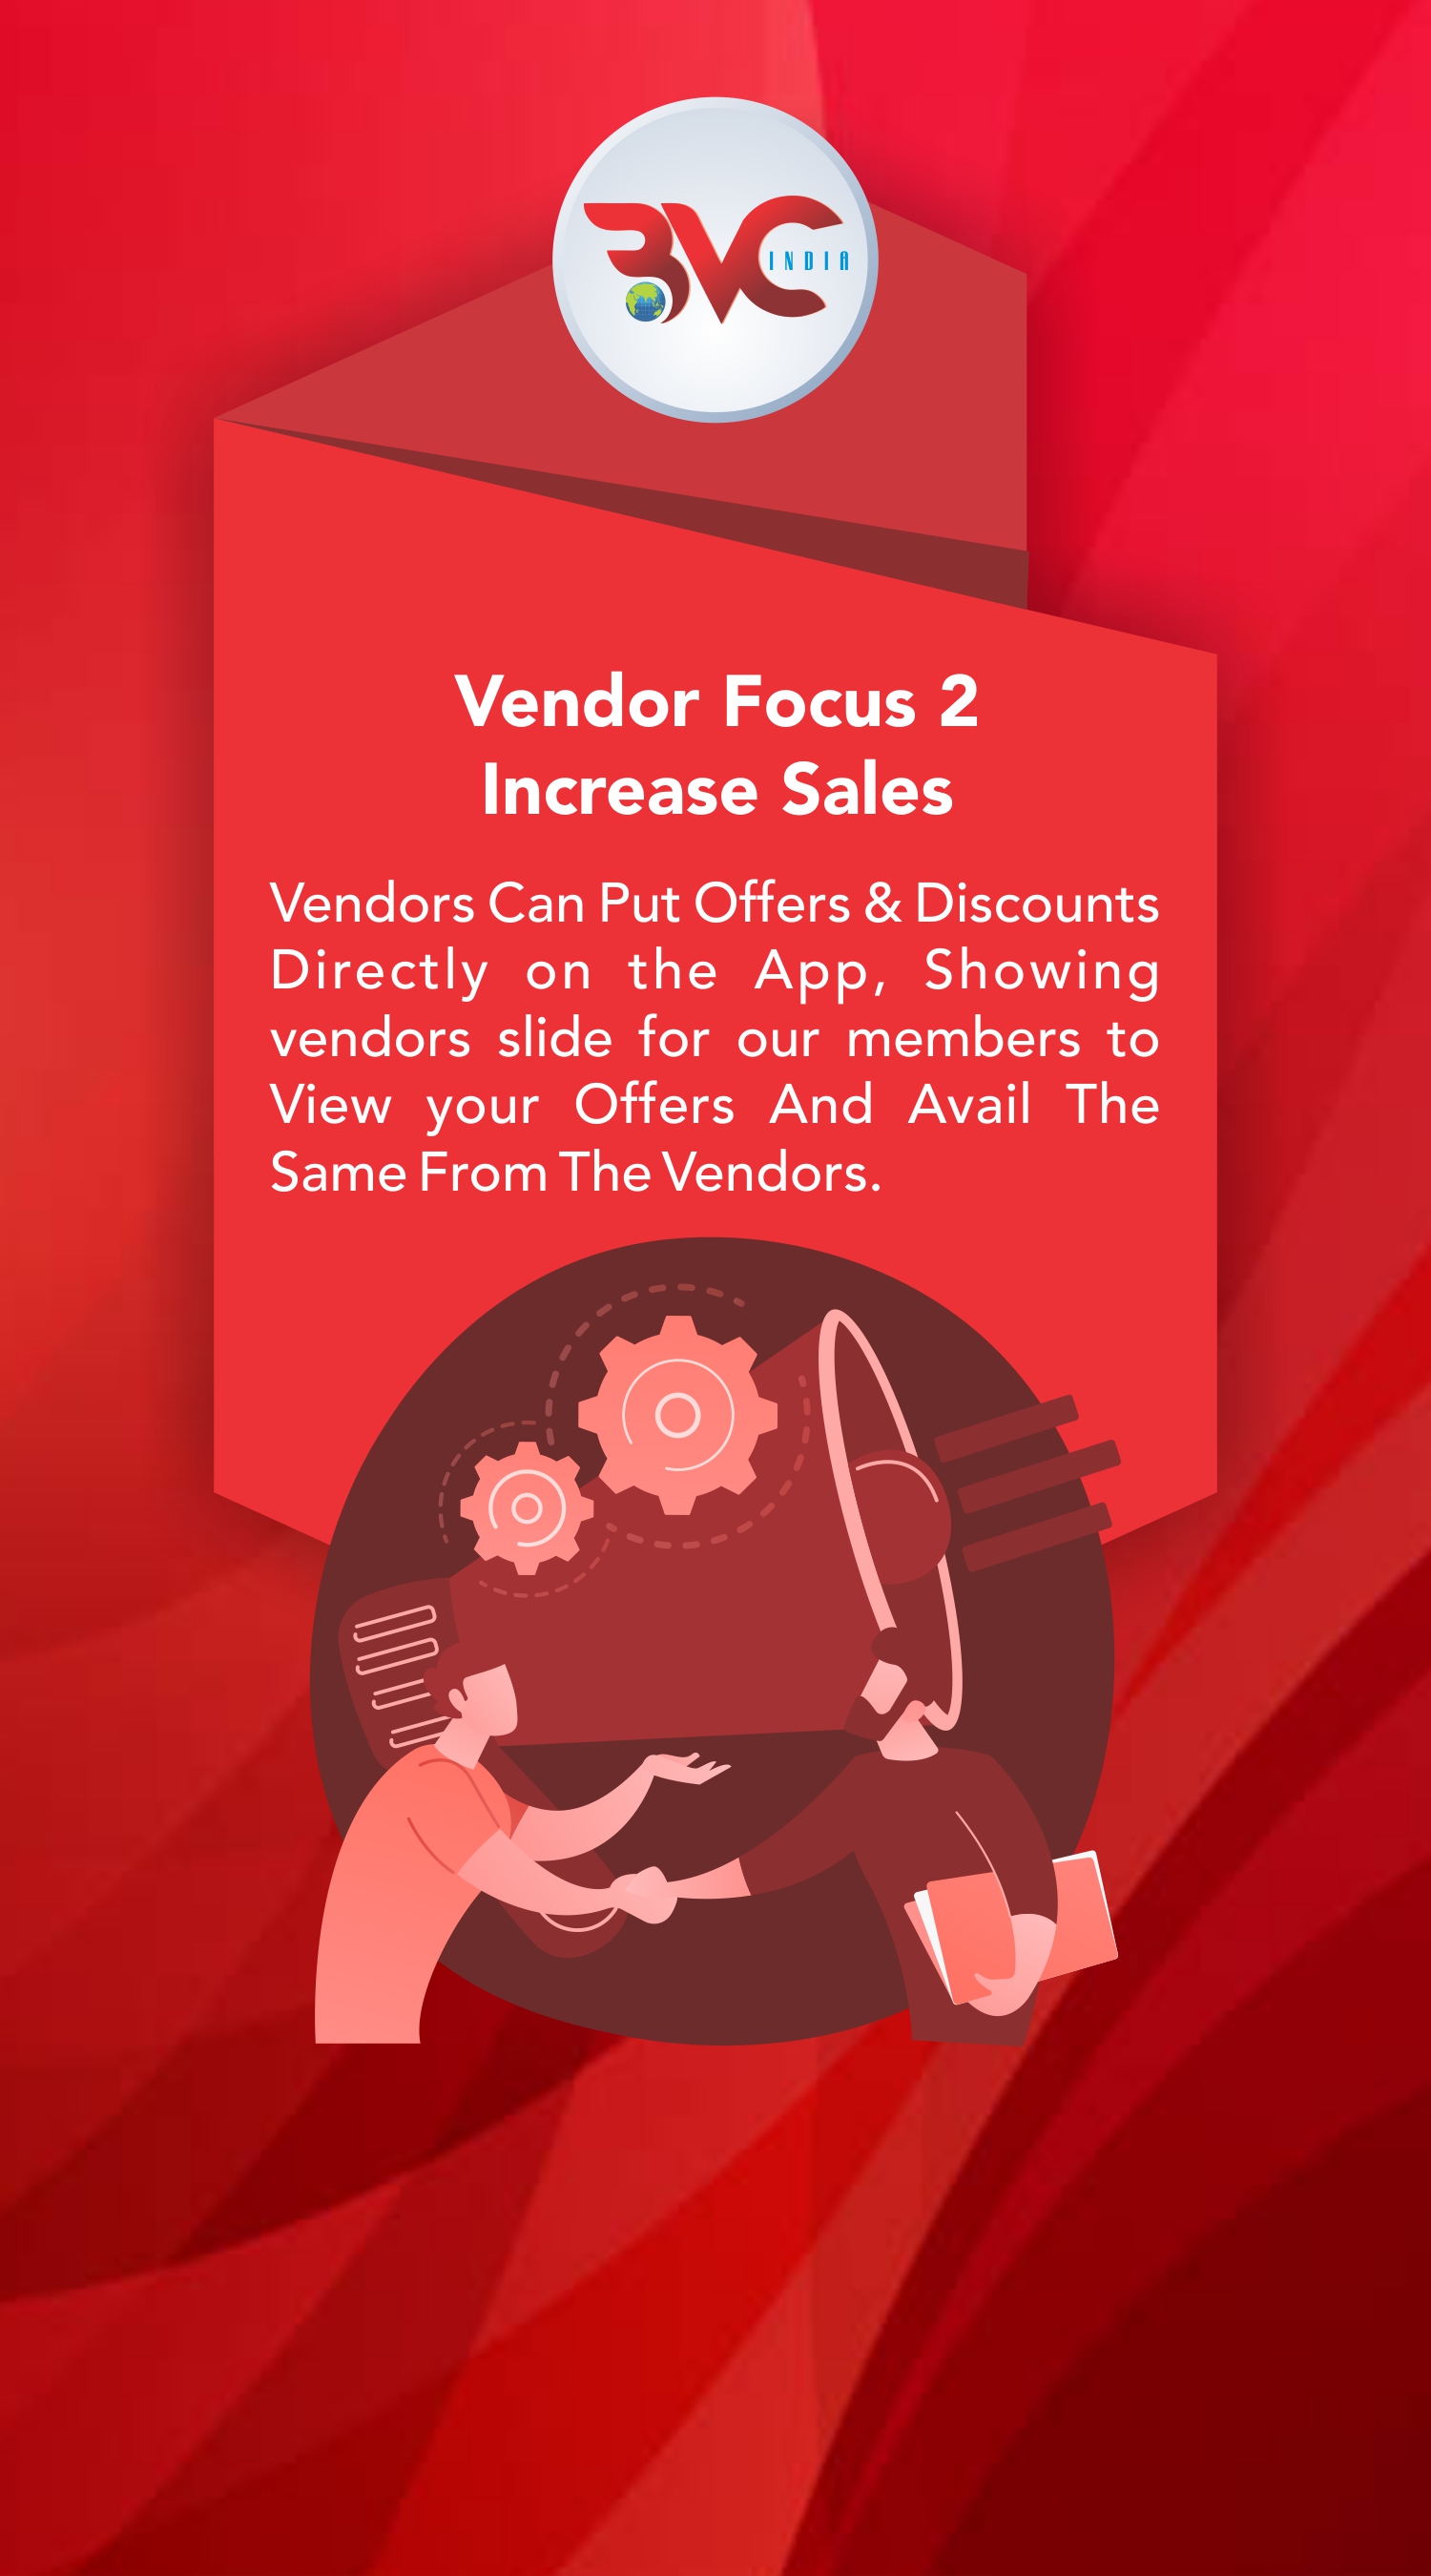 BVC
INDIA
Vendor Focus 2
Increase Sales
Vendors Can Put Offers & Discounts
Directly on the App, Showing
vendors slide for our members to
View your Offers And Avail The
Same From The Vendors.